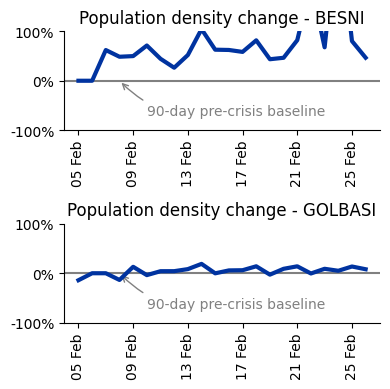 Population density change - BESNI
100%
0%
-100%
90-day pre-crisis baseline
05 Feb
09 Feb
13 Feb
17 Feb
21 Feb
25 Feb
Population density change - GOLBASI
100%
0%
-100%
90-day pre-crisis baseline
05 Feb
09 Feb
13 Feb
17 Feb
21 Feb
25 Feb